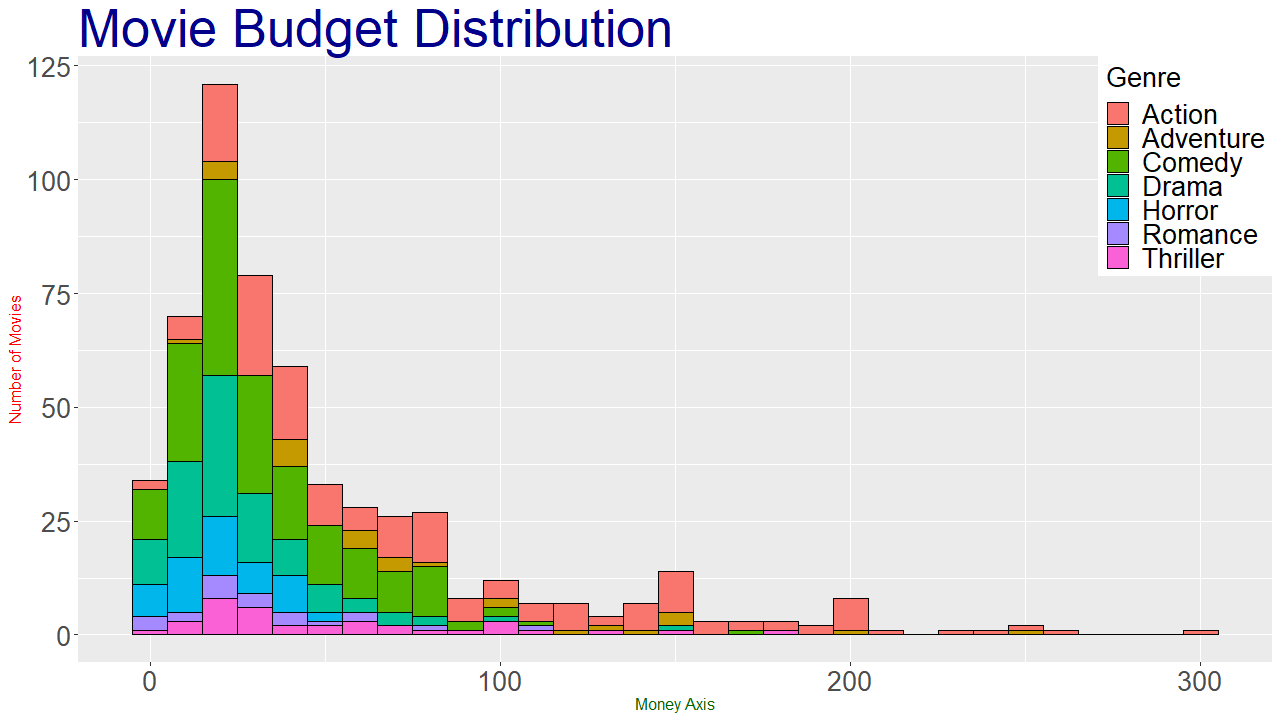 Movie Budget Distribution
125
100
75
50
25
0
Number of Movies
0
100
200
300
Money Axis
Genre
Action
Adventure
Comedy
Drama
Horror
Romance
Thriller